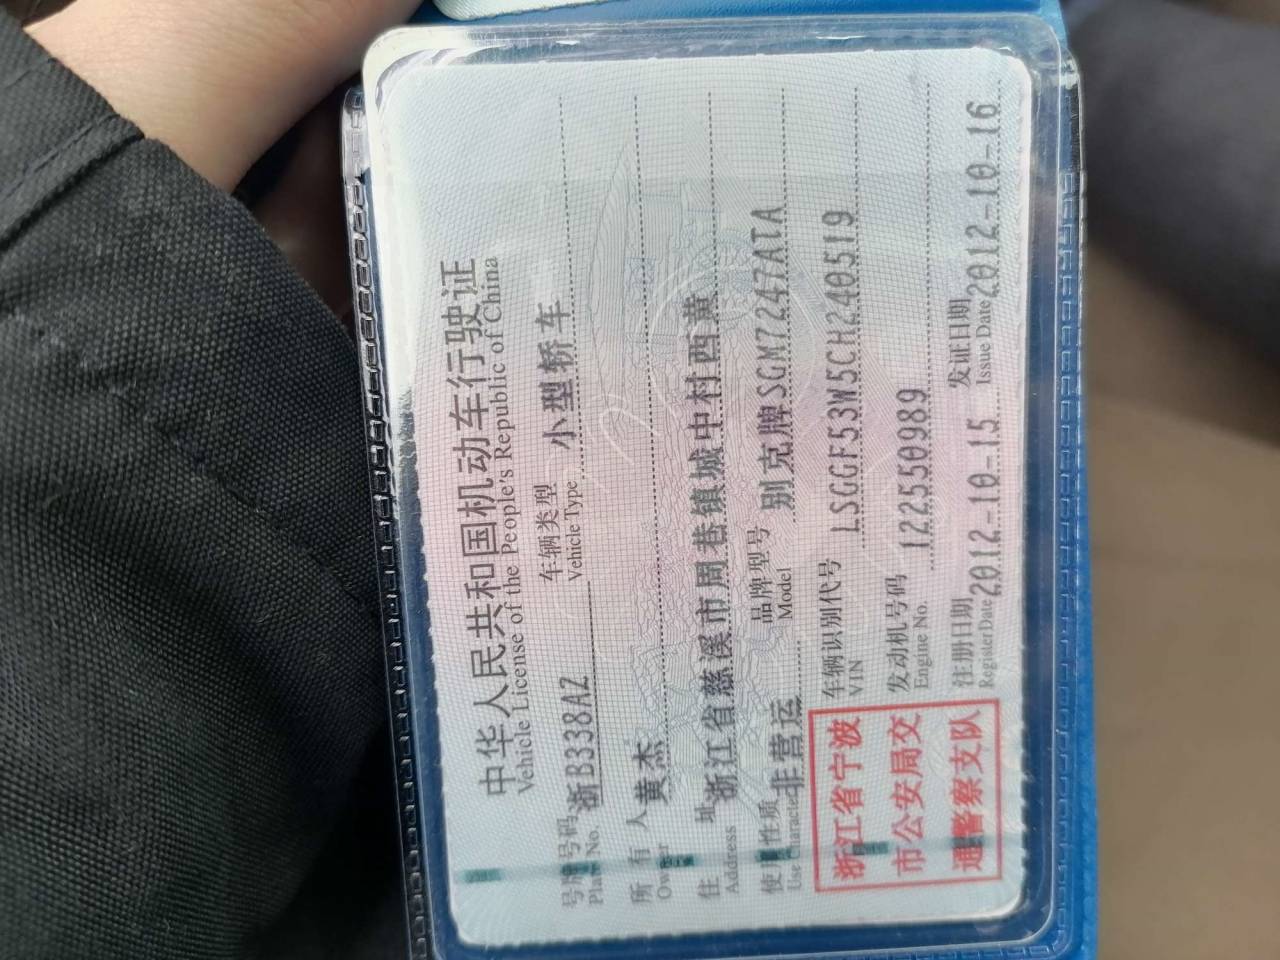 中华人民共和国机动车行驶证
Vehicle License of the People's Republic of China
号牌号码 浙B338AZ 车辆类型 小型轿车
Plate No. Vehicle Type
所有人 黄杰
Owner
住址 浙江省慈溪市周巷镇城中村西黄
Address
使用性质 非营运 品牌型号 别克牌SGM7247ATA
Use Character Model
车辆识别代号 LSGGF53W5CH240519
VIN
发动机号码 122550989
Engine No.
注册日期 2012-10-15 发证日期 2012-10-16
Register Date Issue Date
浙江省宁波
市公安局交
通警察支队